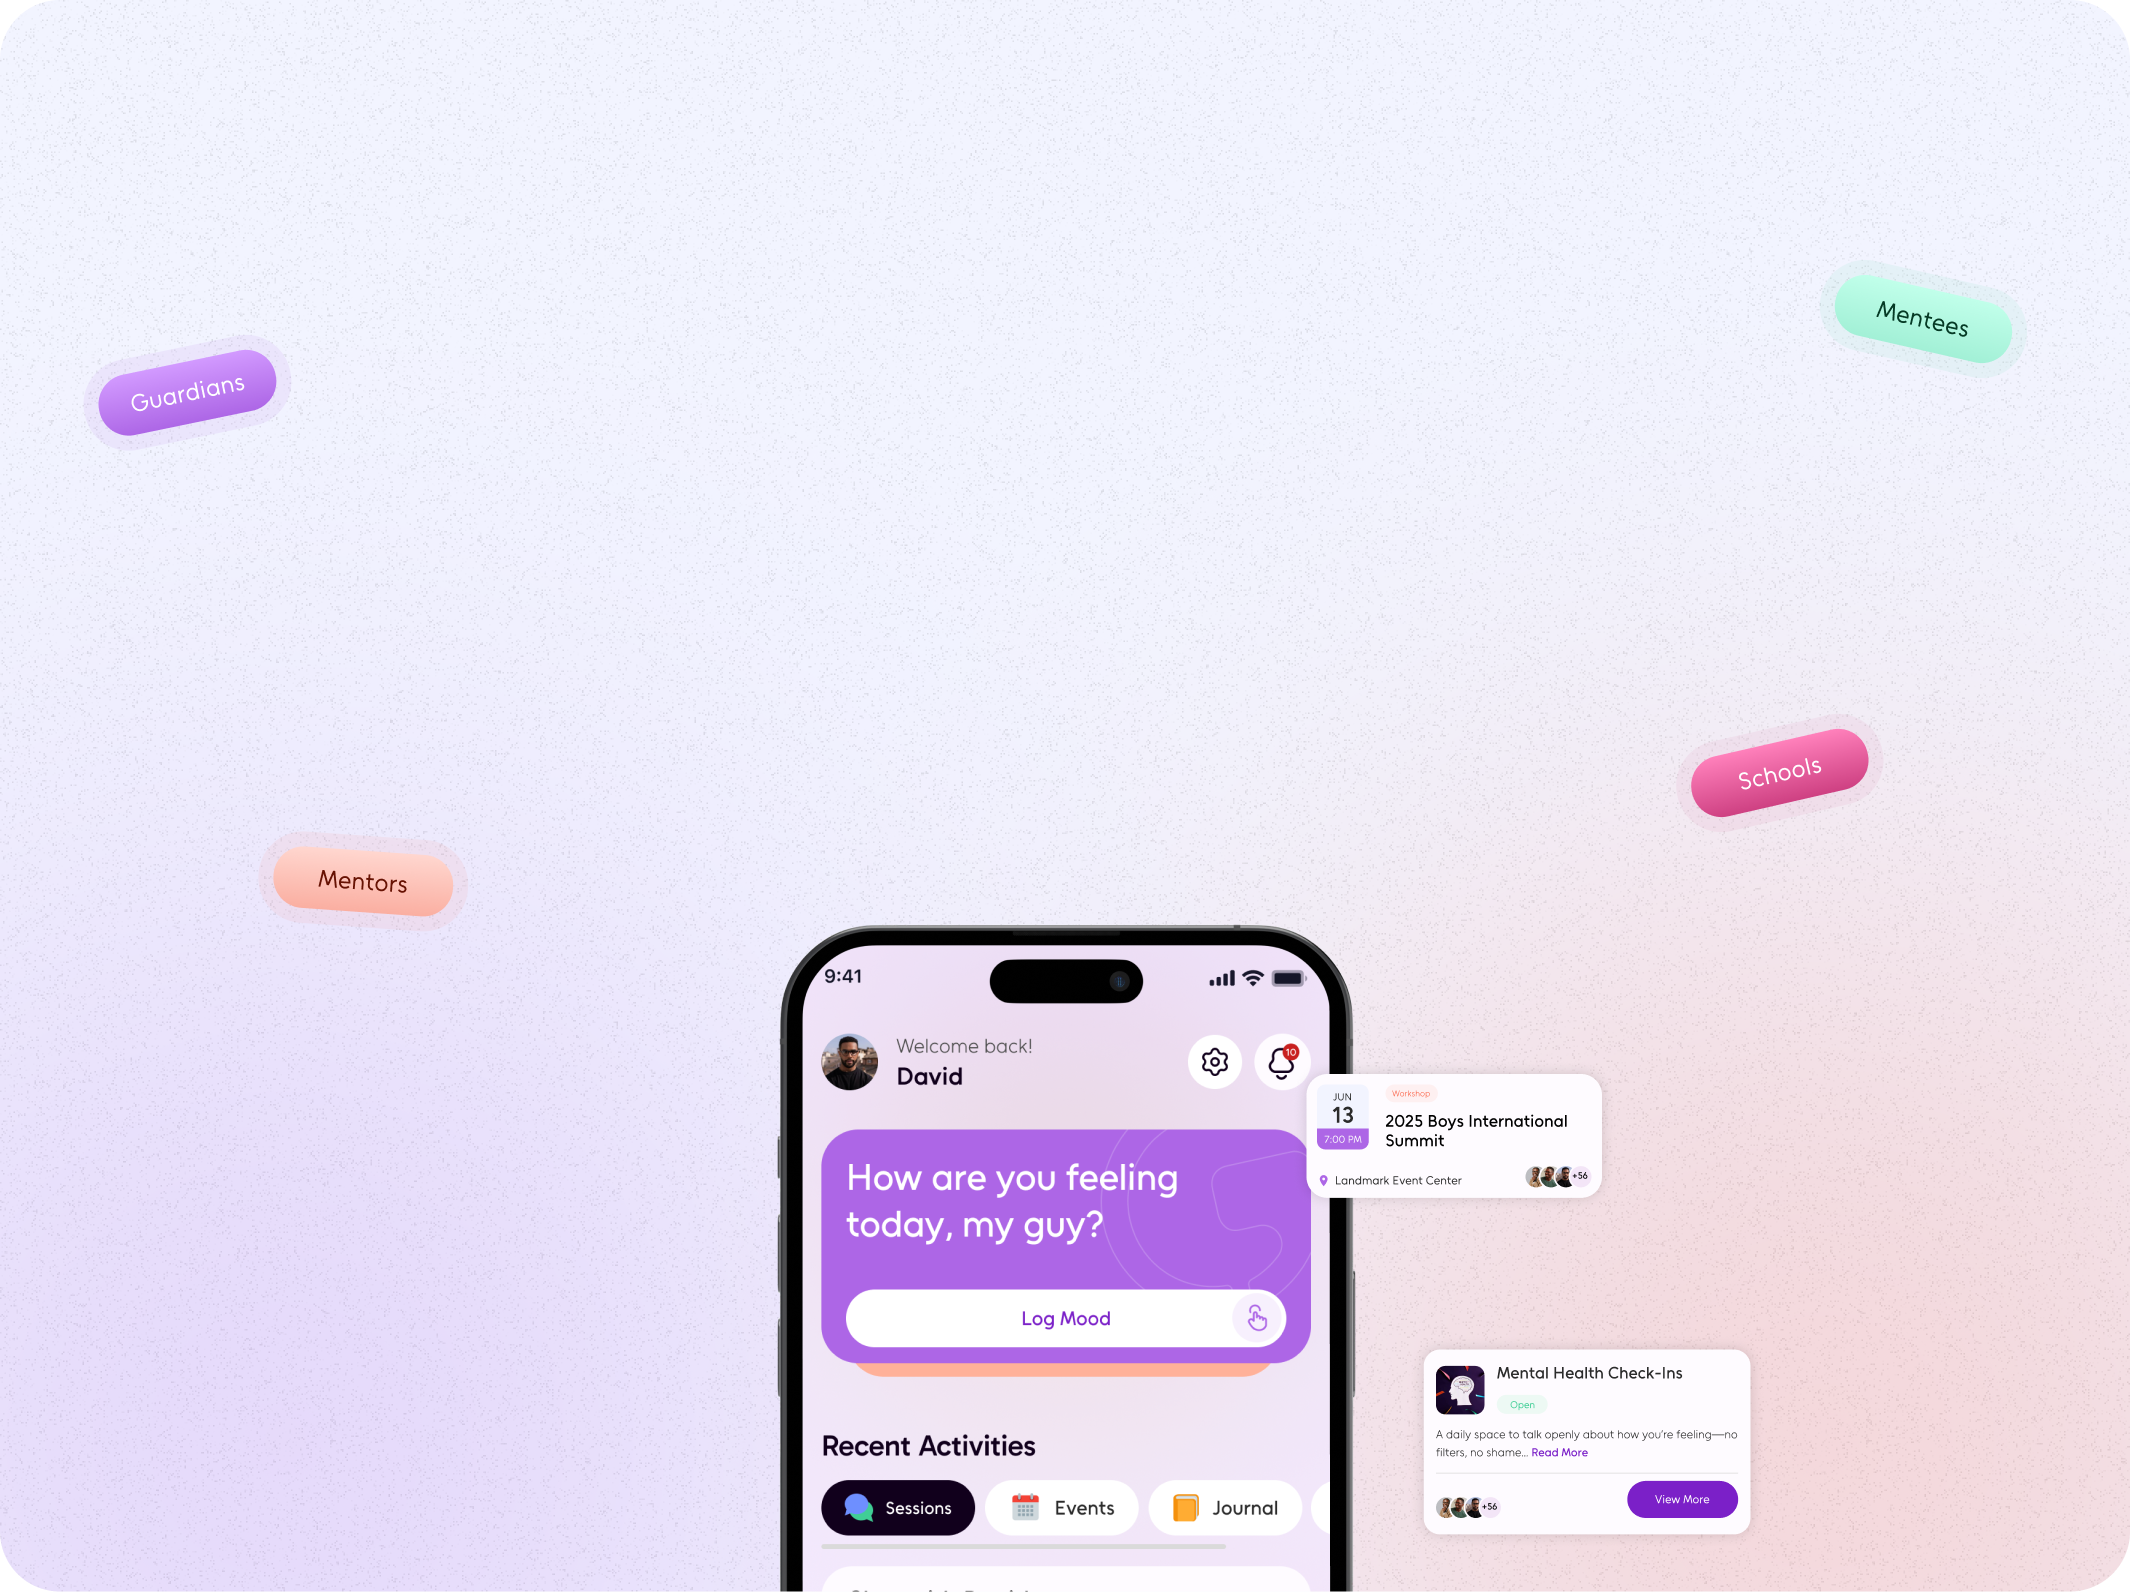 Mentees
Guardians
Schools
Mentors
9:41
Welcome back!
David
10
How are you feeling
today, my guy?
Log Mood
JUN
13
7:00 PM
Workshop
2025 Boys International
Summit
Landmark Event Center
+56
Recent Activities
Sessions
Events
Journal
Mental Health Check-Ins
Open
A daily space to talk openly about how you're feeling—no
filters, no shame... Read More
+56
View More